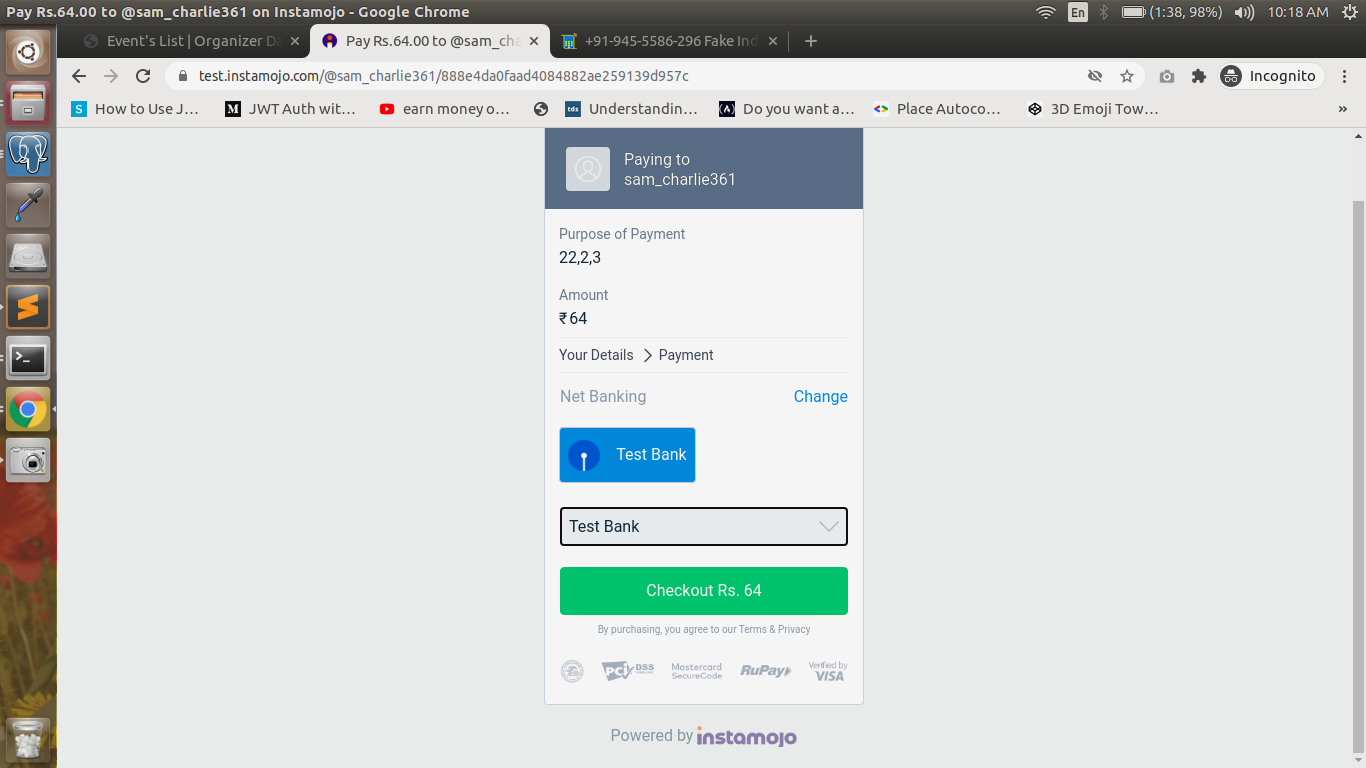 Pay Rs.64.00 to @sam_charlie361 on Instamojo - Google Chrome
En
(1:38, 98%)
10:18 AM
Event's List | Organizer Da
Pay Rs.64.00 to @sam_cha
+91-945-5586-296 Fake Ind
test.instamojo.com/@sam_charlie361/888e4da0faad4084882ae259139d957c
Incognito
S
How to Use J…
M
JWT Auth wit…
earn money o…
tds
Understandin…
Do you want a…
Place Autoco…
3D Emoji Tow…
»
Paying to
sam_charlie361
Purpose of Payment
22,2,3
Amount
₹64
Your Details
Payment
Net Banking
Change
Test Bank
Test Bank
Checkout Rs. 64
By purchasing, you agree to our Terms & Privacy
PCI DSS
Mastercard
SecureCode
RuPay
Verified by
VISA
Powered by instamojo